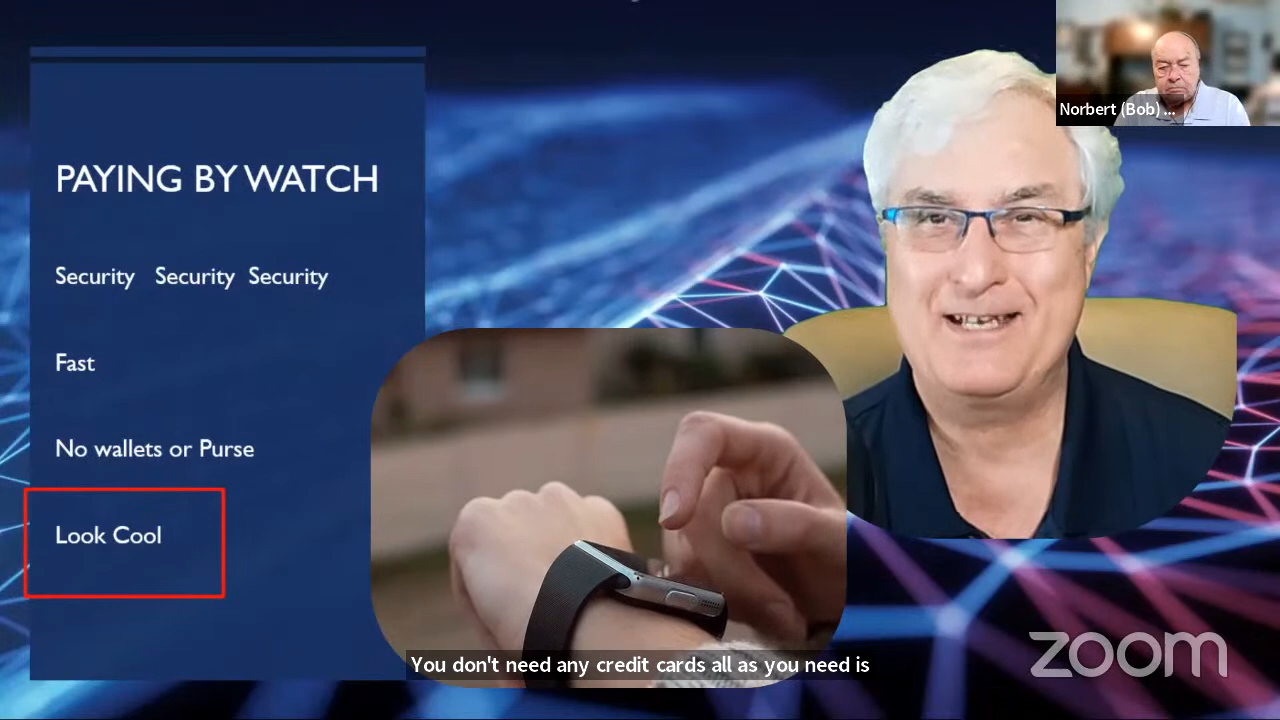 Norbert (Bob) ...
PAYING BY WATCH
Security Security Security
Fast
No wallets or Purse
Look Cool
You don't need any credit cards all as you need is
zoom